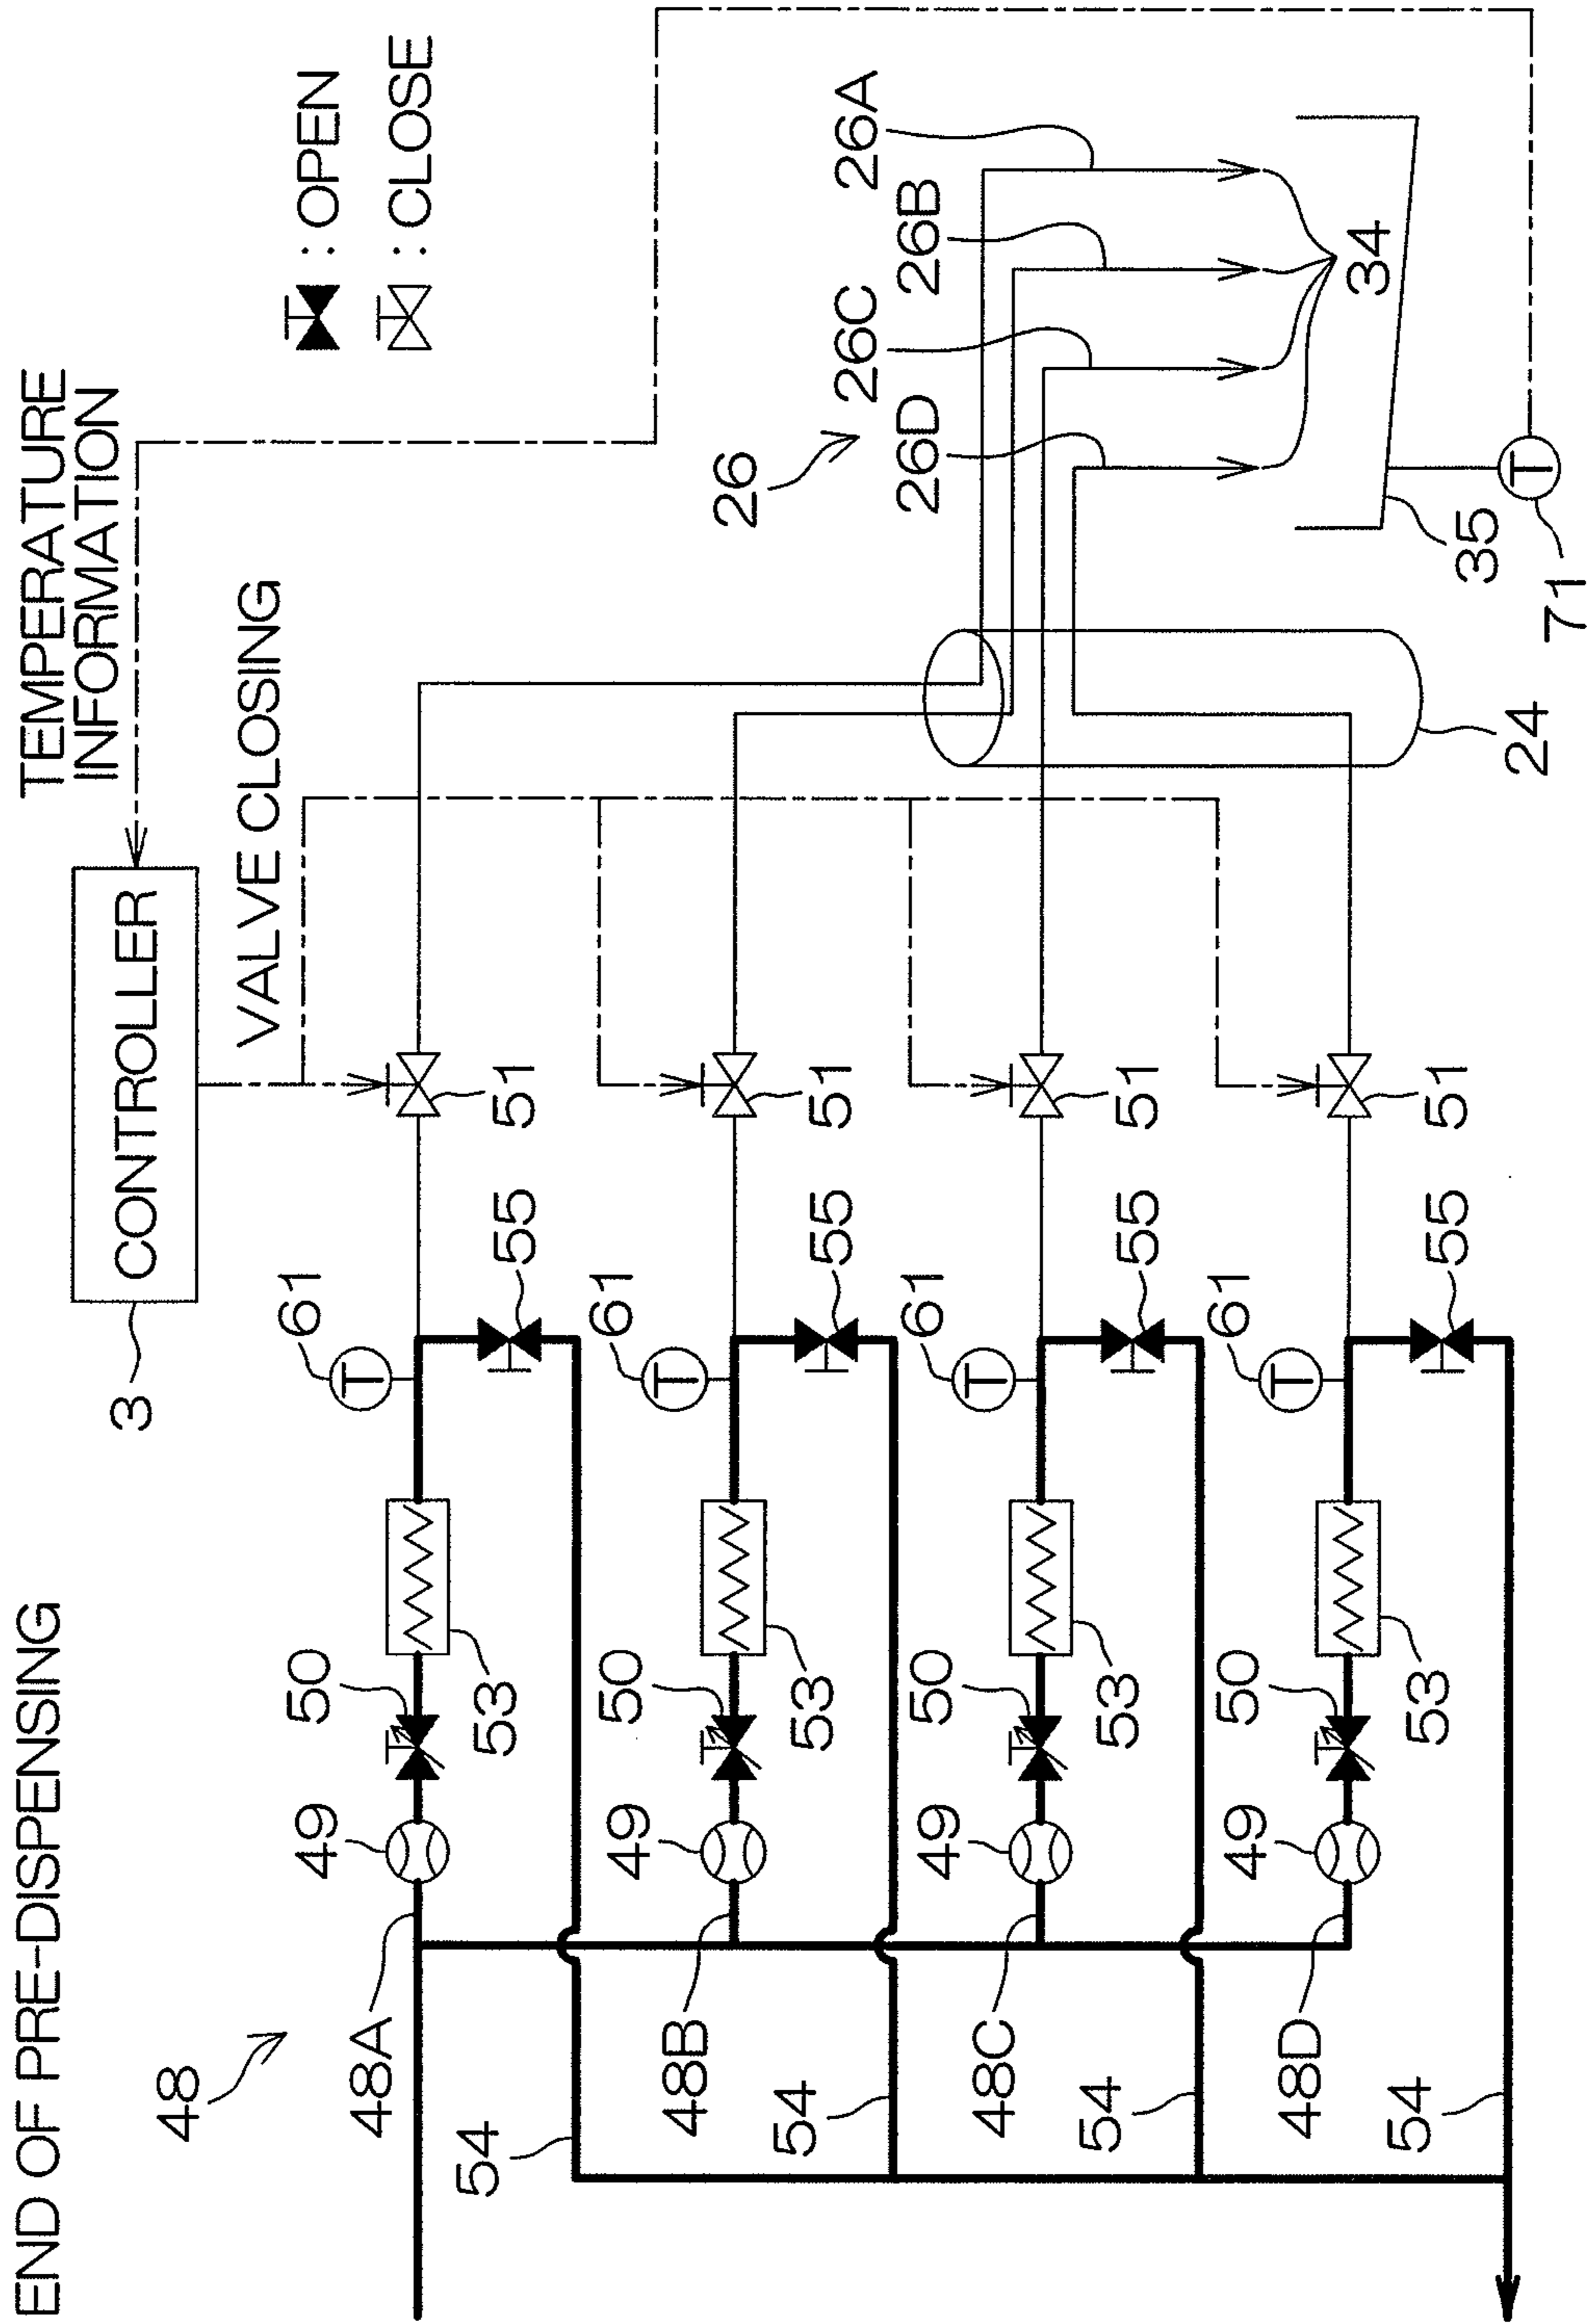 END OF PRE-DISPENSING
TEMPERATURE
INFORMATION
3
CONTROLLER
VALVE CLOSING
: OPEN
: CLOSE
48
48A
49
50
53
61
55
51
54
48B
49
50
53
61
55
51
54
48C
49
50
53
61
55
51
54
48D
49
50
53
61
55
51
54
24
26
26A
26B
26C
26D
34
35
71
T
T
T
T
T